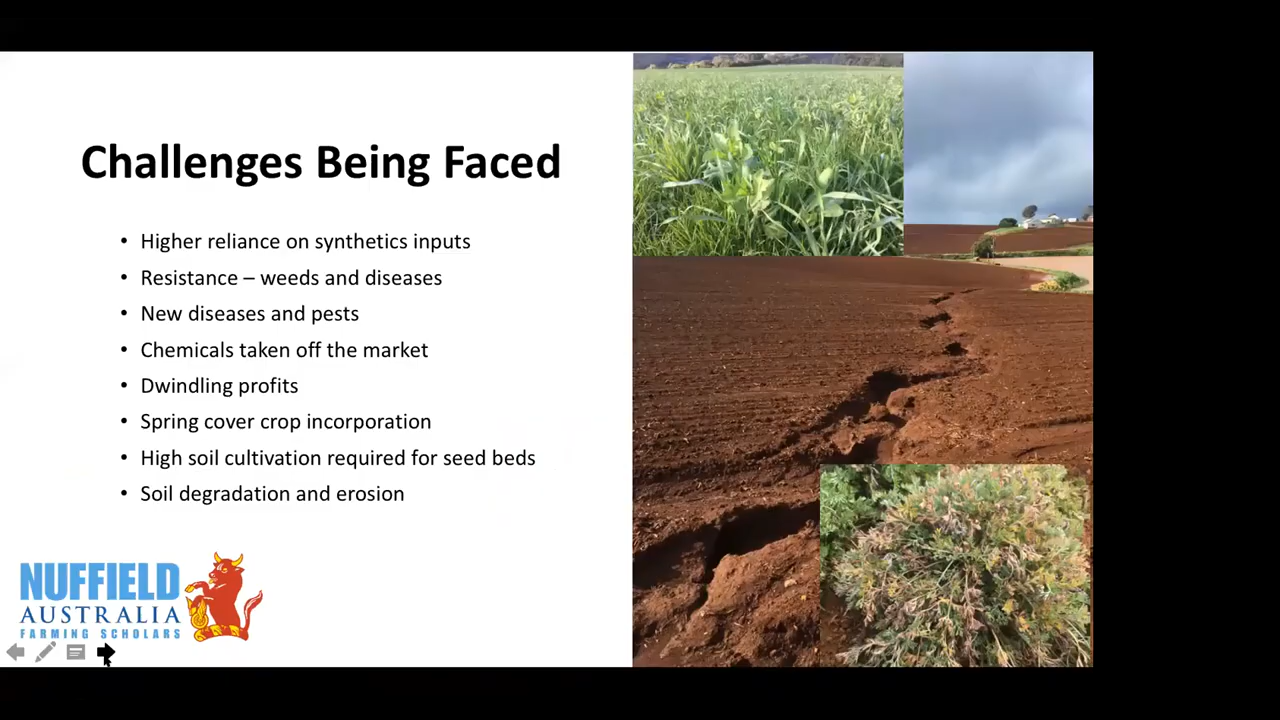 Challenges Being Faced
• Higher reliance on synthetics inputs
• Resistance – weeds and diseases
• New diseases and pests
• Chemicals taken off the market
• Dwindling profits
• Spring cover crop incorporation
• High soil cultivation required for seed beds
• Soil degradation and erosion
NUFFIELD
AUSTRALIA
FARMING SCHOLARS